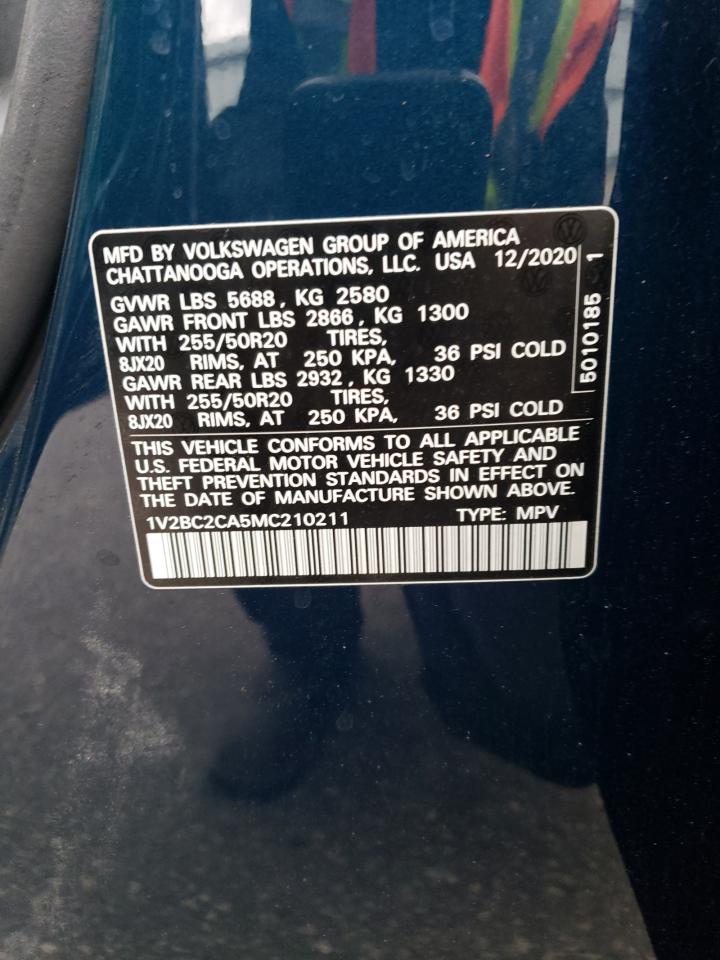 MFD BY VOLKSWAGEN GROUP OF AMERICA
CHATTANOOGA OPERATIONS, LLC. USA 12/2020
GVWR LBS 5688, KG 2580
GAWR FRONT LBS 2866, KG 1300
WITH 255/50R20 TIRES,
8JX20 RIMS, AT 250 KPA, 36 PSI COLD
GAWR REAR LBS 2932, KG 1330
WITH 255/50R20 TIRES,
8JX20 RIMS, AT 250 KPA, 36 PSI COLD
5010185 1
THIS VEHICLE CONFORMS TO ALL APPLICABLE
U.S. FEDERAL MOTOR VEHICLE SAFETY AND
THEFT PREVENTION STANDARDS IN EFFECT ON
THE DATE OF MANUFACTURE SHOWN ABOVE.
1V2BC2CA5MC210211 TYPE: MPV